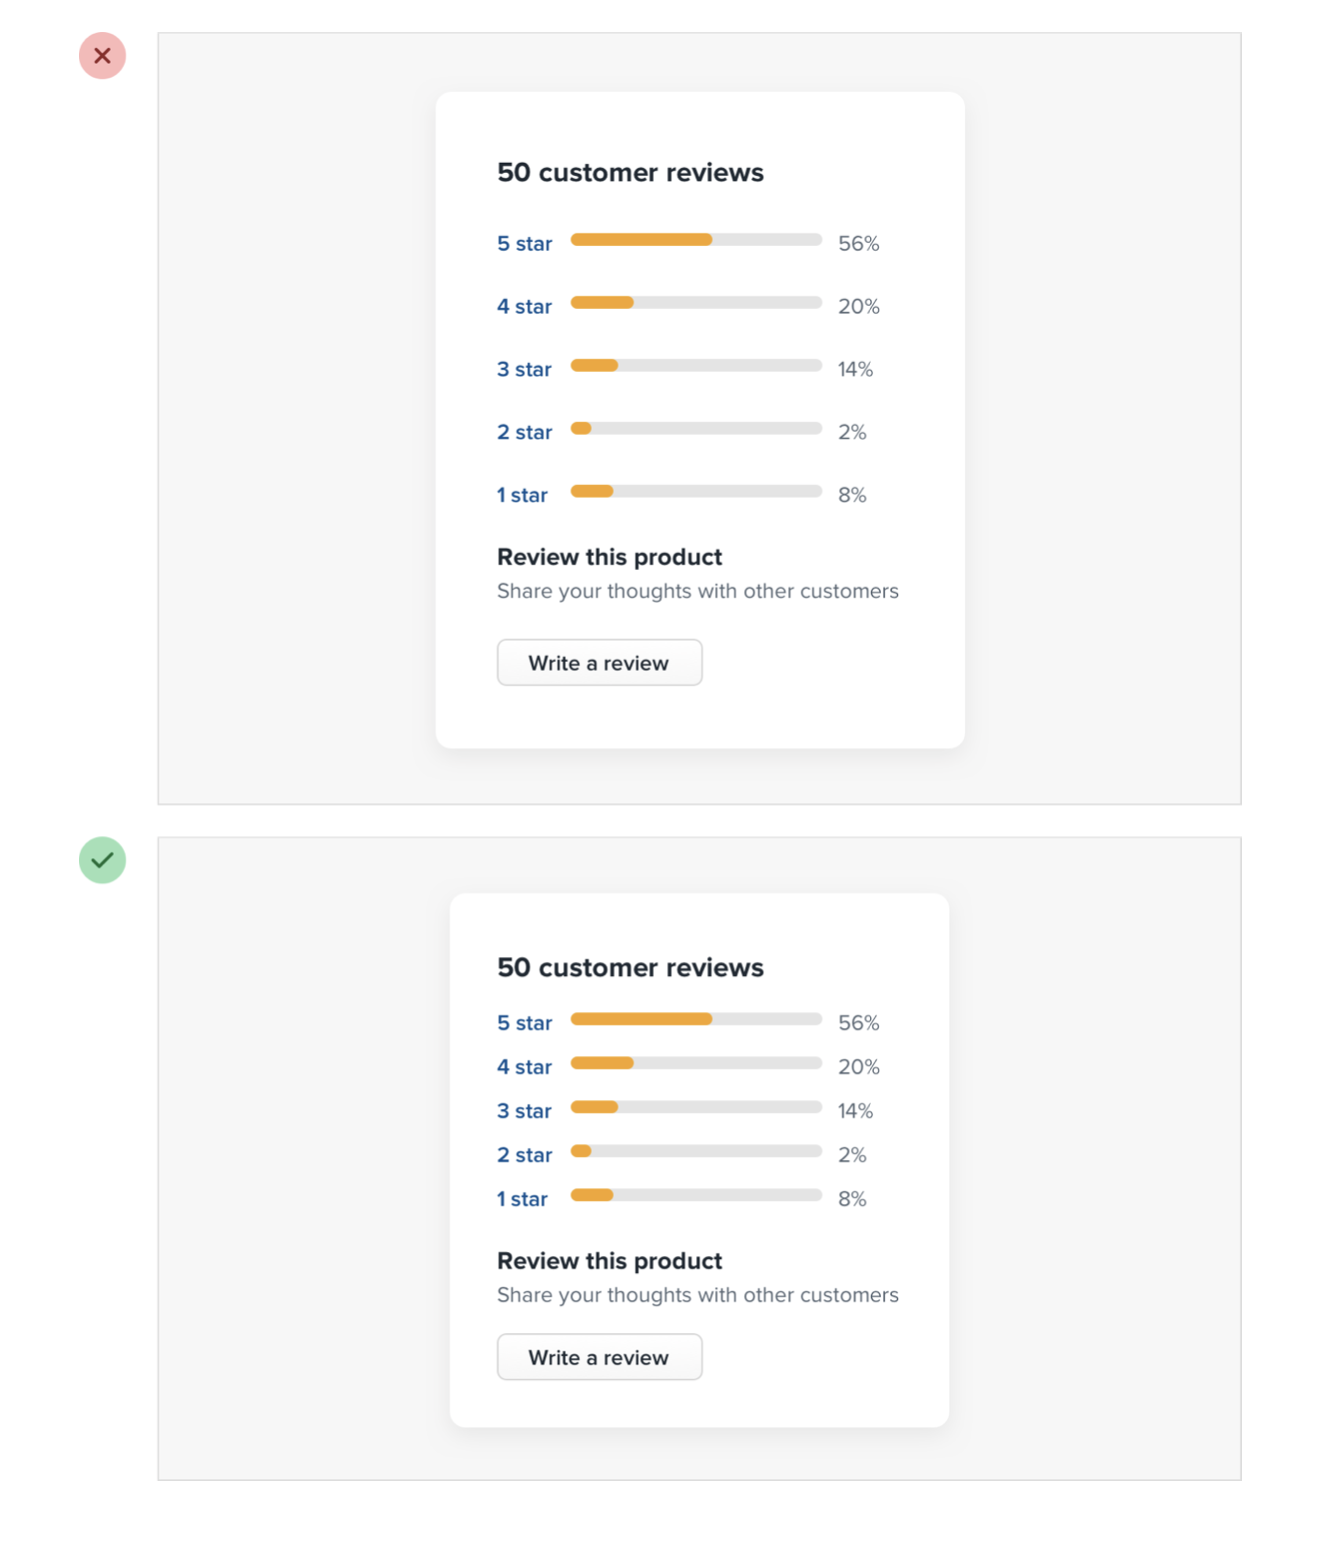 50 customer reviews
5 star 56%
4 star 20%
3 star 14%
2 star 2%
1 star 8%
Review this product
Share your thoughts with other customers
Write a review
50 customer reviews
5 star 56%
4 star 20%
3 star 14%
2 star 2%
1 star 8%
Review this product
Share your thoughts with other customers
Write a review